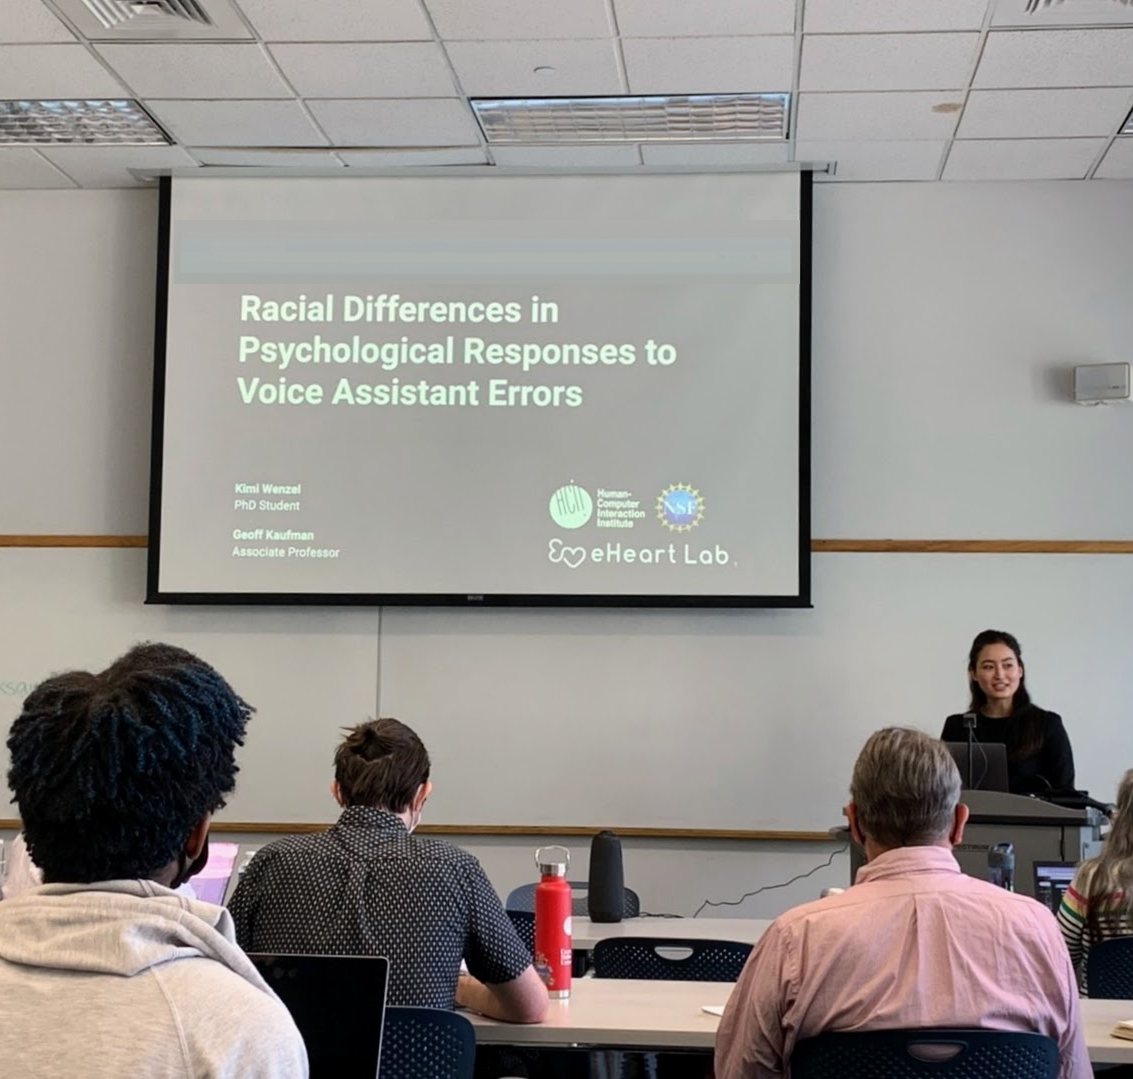 Racial Differences in
Psychological Responses to
Voice Assistant Errors
Kimi Wenzel
PhD Student
Geoff Kaufman
Associate Professor
HCII
Human-
Computer
Interaction
Institute
NSF
eHeart Lab